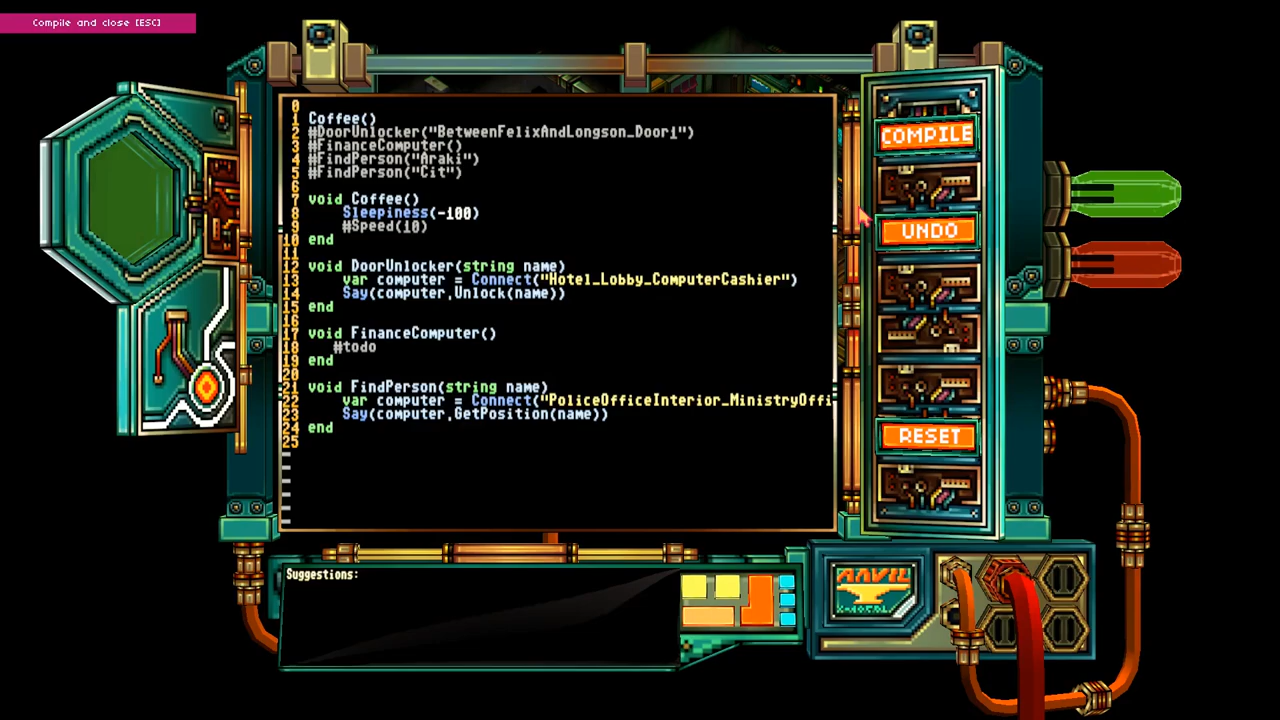 Compile and close [ESC]
0
1 Coffee()
2 #DoorUnlocker("BetweenFelixAndLongson_Door1")
3 #FinanceComputer()
4 #FindPerson("Araki")
5 #FindPerson("Cit")
6
7 void Coffee()
8 Sleepiness(-100)
9 #Speed(10)
10 end
11
12 void DoorUnlocker(string name)
13 var computer = Connect("Hotel_Lobby_ComputerCashier")
14 Say(computer.Unlock(name))
15 end
16
17 void FinanceComputer()
18 #todo
19 end
20
21 void FindPerson(string name)
22 var computer = Connect("PoliceOfficeInterior_MinistryOffi
23 Say(computer.GetPosition(name))
24 end
25
COMPILE
UNDO
RESET
Suggestions:
ANVIL